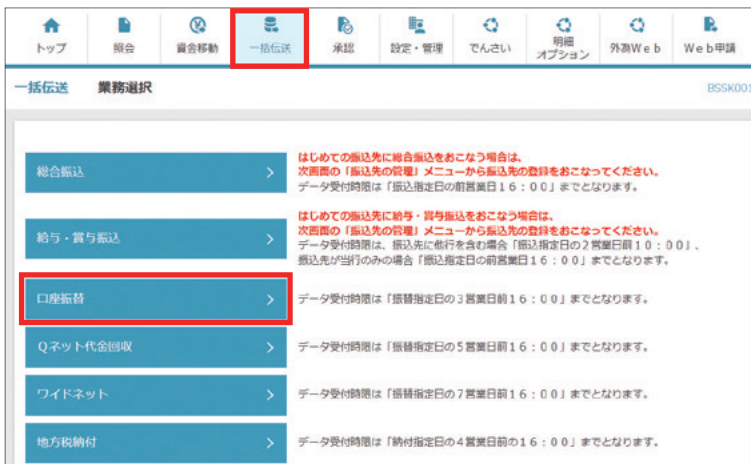 トップ
照会
資金移動
一括伝送
承認
設定・管理
でんさい
明細
オプション
外為Web
Web申請
一括伝送 業務選択
BSSK001
総合振込
はじめての振込先に総合振込をおこなう場合は、
次画面の「振込先の管理」メニューから振込先の登録をおこなってください。
データ受付時限は「振込指定日の前営業日16:00」までとなります。
給与・賞与振込
はじめての振込先に給与・賞与振込をおこなう場合は、
次画面の「振込先の管理」メニューから振込先の登録をおこなってください。
データ受付時限は、振込先に他行を含む場合「振込指定日の2営業日前10:00」、
振込先が当行のみの場合「振込指定日の前営業日16:00」までとなります。
口座振替
データ受付時限は「振替指定日の3営業日前16:00」までとなります。
Qネット代金回収
データ受付時限は「振替指定日の5営業日前16:00」までとなります。
ワイドネット
データ受付時限は「振替指定日の7営業日前16:00」までとなります。
地方税納付
データ受付時限は「納付指定日の4営業日前の16:00」までとなります。